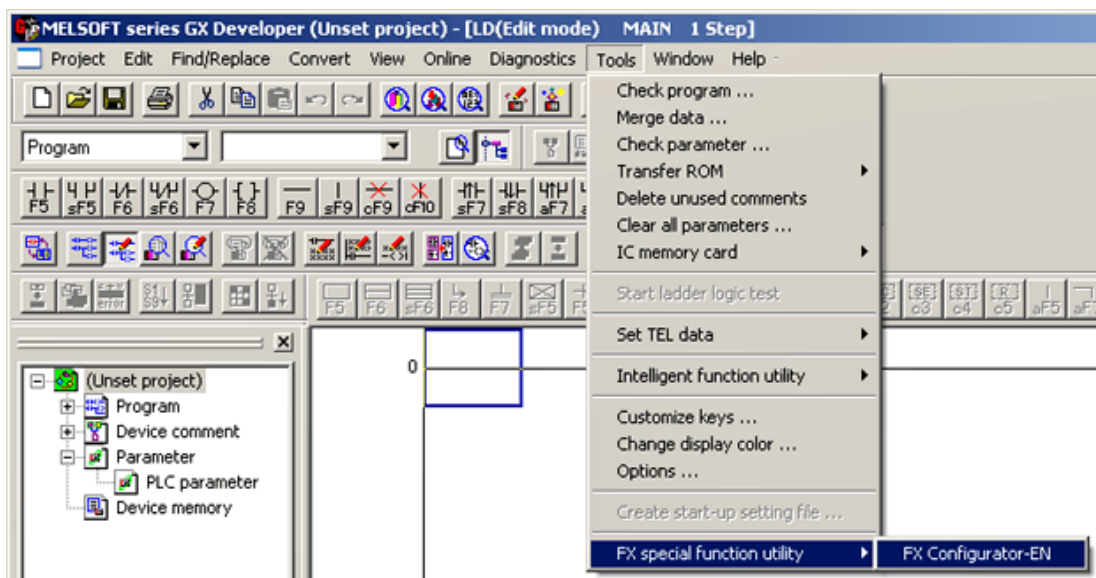 MELSOFT series GX Developer (Unset project) - [LD(Edit mode) MAIN 1 Step]
Project Edit Find/Replace Convert View Online Diagnostics Tools Window Help
Program
F5 sF5 F6 sF6 F7 F8 F9 sF9 cF9 cF10 sF7 sF8 aF7
error
F5 F6 sF6 F8 F7 sF5
c3 c4 c5 aF5
Check program ...
Merge data ...
Check parameter ...
Transfer ROM
Delete unused comments
Clear all parameters ...
IC memory card
Start ladder logic test
Set TEL data
Intelligent function utility
Customize keys ...
Change display color ...
Options ...
Create start-up setting file ...
FX special function utility
FX Configurator-EN
(Unset project)
Program
Device comment
Parameter
PLC parameter
Device memory
0